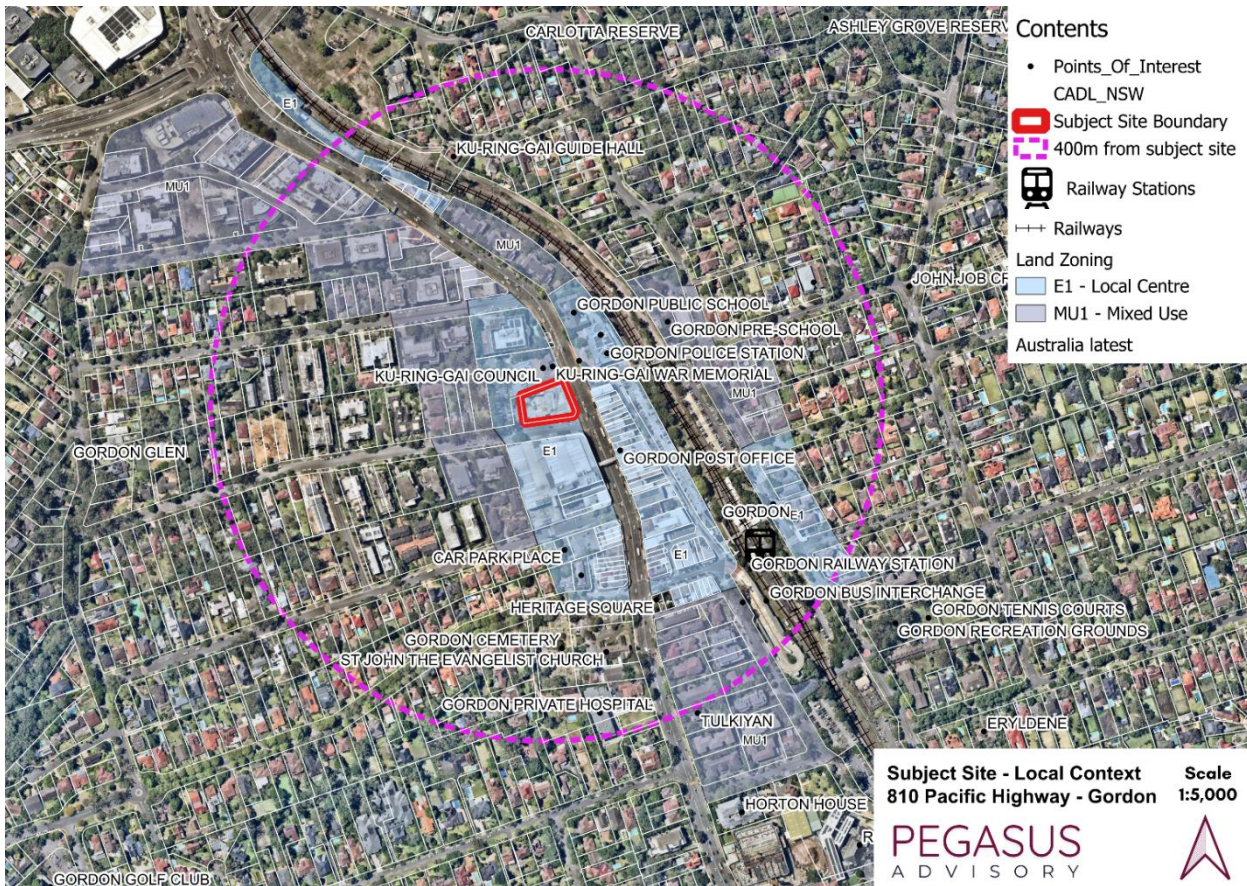 CARLOTTA RESERVE
ASHLEY GROVE RESERV
E1
KU-RING-GAI GUIDE HALL
MU1
MU1
JOHN JOB CR
GORDON PUBLIC SCHOOL
GORDON PRE-SCHOOL
GORDON POLICE STATION
KU-RING-GAI COUNCIL
KU-RING-GAI WAR MEMORIAL
MU1
GORDON GLEN
E1
GORDON POST OFFICE
GORDON
E1
CAR PARK PLACE
E1
GORDON RAILWAY STATION
GORDON BUS INTERCHANGE
HERITAGE SQUARE
GORDON TENNIS COURTS
GORDON CEMETERY
GORDON RECREATION GROUNDS
ST JOHN THE EVANGELIST CHURCH
GORDON PRIVATE HOSPITAL
TULKIYAN
ERYLDENE
MU1
HORTON HOUSE
R
GORDON GOLF CLUB
Contents
Points_Of_Interest
CADL_NSW
Subject Site Boundary
400m from subject site
Railway Stations
Railways
Land Zoning
E1 - Local Centre
MU1 - Mixed Use
Australia latest
Subject Site - Local Context
810 Pacific Highway - Gordon
Scale
1:5,000
PEGASUS
ADVISORY